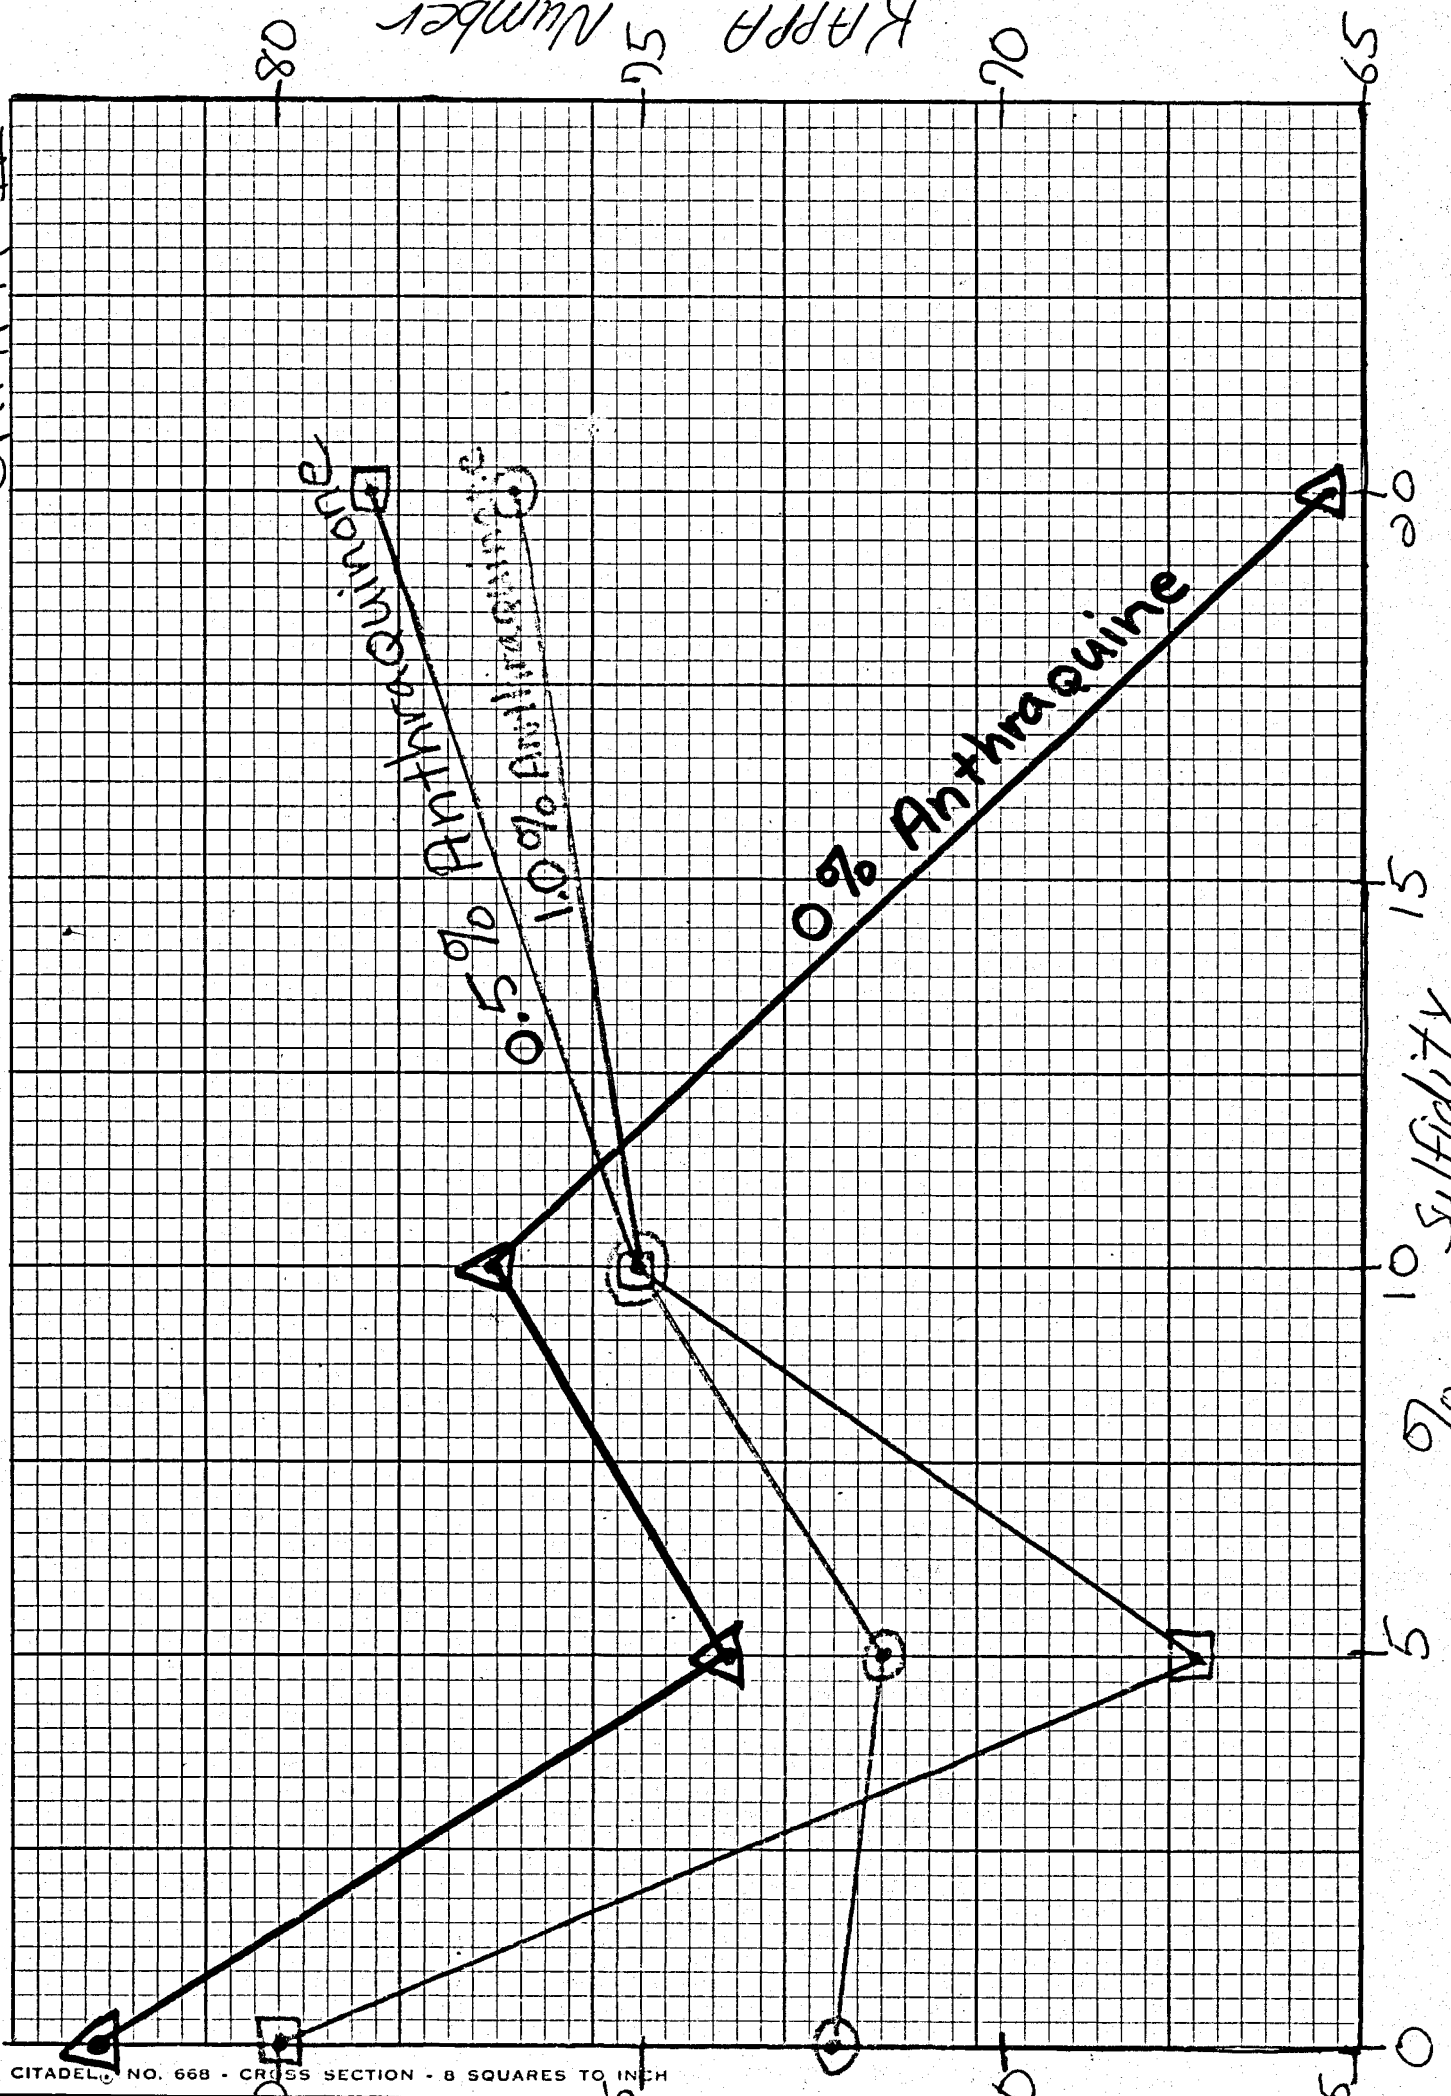 KAPPA Number
80
75
70
65
0.5% Anthraquinone
1.0% Anthraquinone
0% Anthraquine
0
5
10
15
20
% Sulfidity
CITADEL NO. 668 - CROSS SECTION - 8 SQUARES TO INCH